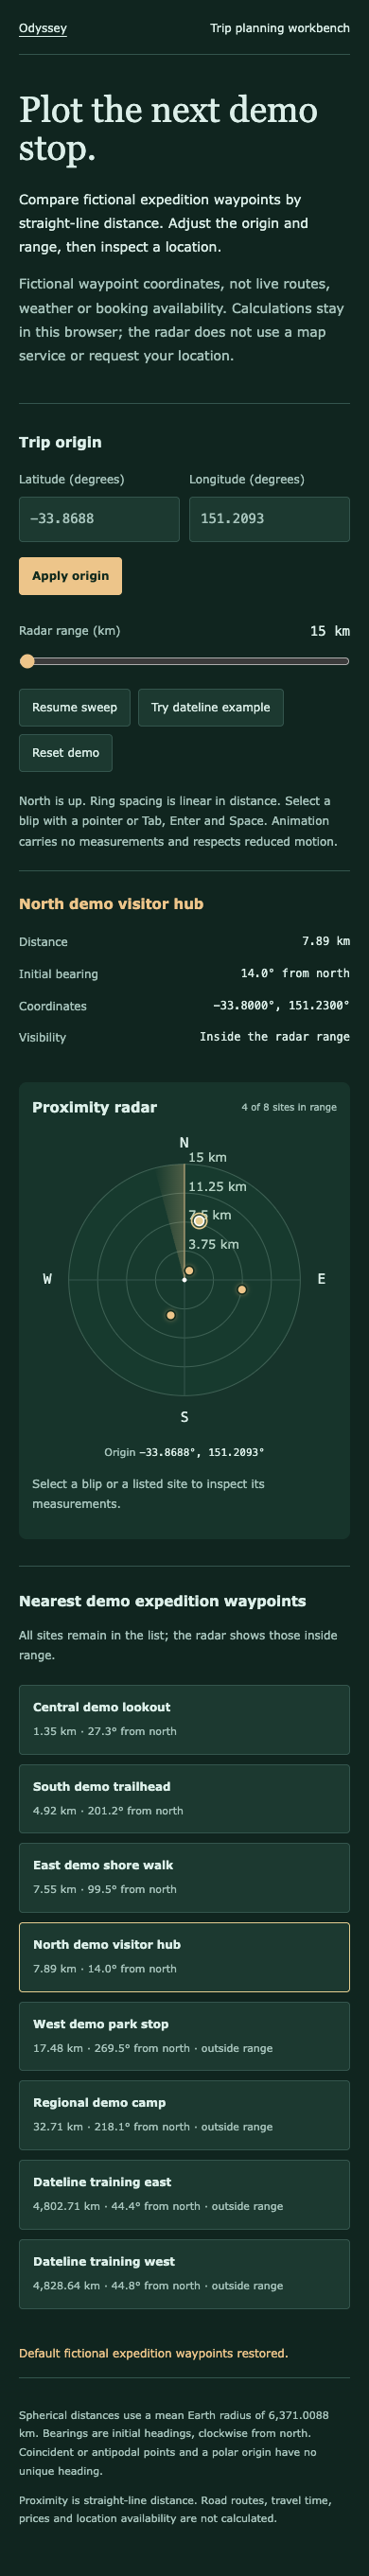 Odyssey
Trip planning workbench
Plot the next demo
stop.
Compare fictional expedition waypoints by
straight-line distance. Adjust the origin and
range, then inspect a location.
Fictional waypoint coordinates, not live routes,
weather or booking availability. Calculations stay
in this browser; the radar does not use a map
service or request your location.
Trip origin
Latitude (degrees)
Longitude (degrees)
−33.8688
151.2093
Apply origin
Radar range (km)
15 km
Resume sweep
Try dateline example
Reset demo
North is up. Ring spacing is linear in distance. Select a
blip with a pointer or Tab, Enter and Space. Animation
carries no measurements and respects reduced motion.
North demo visitor hub
Distance
7.89 km
Initial bearing
14.0° from north
Coordinates
−33.8000°, 151.2300°
Visibility
Inside the radar range
Proximity radar
4 of 8 sites in range
N
15 km
11.25 km
7.5 km
3.75 km
W
E
S
Origin −33.8688°, 151.2093°
Select a blip or a listed site to inspect its
measurements.
Nearest demo expedition waypoints
All sites remain in the list; the radar shows those inside
range.
Central demo lookout
1.35 km · 27.3° from north
South demo trailhead
4.92 km · 201.2° from north
East demo shore walk
7.55 km · 99.5° from north
North demo visitor hub
7.89 km · 14.0° from north
West demo park stop
17.48 km · 269.5° from north · outside range
Regional demo camp
32.71 km · 218.1° from north · outside range
Dateline training east
4,802.71 km · 44.4° from north · outside range
Dateline training west
4,828.64 km · 44.8° from north · outside range
Default fictional expedition waypoints restored.
Spherical distances use a mean Earth radius of 6,371.0088
km. Bearings are initial headings, clockwise from north.
Coincident or antipodal points and a polar origin have no
unique heading.
Proximity is straight-line distance. Road routes, travel time,
prices and location availability are not calculated.